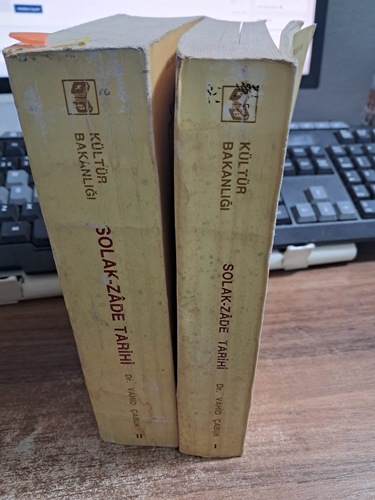 KÜLTÜR
BAKANLIĞI
SOLAK-ZÂDE TARİHİ
Dr. VAHİD ÇABUK
II
KÜLTÜR
BAKANLIĞI
SOLAK-ZÂDE TARİHİ
Dr. VAHİD ÇABUK
I